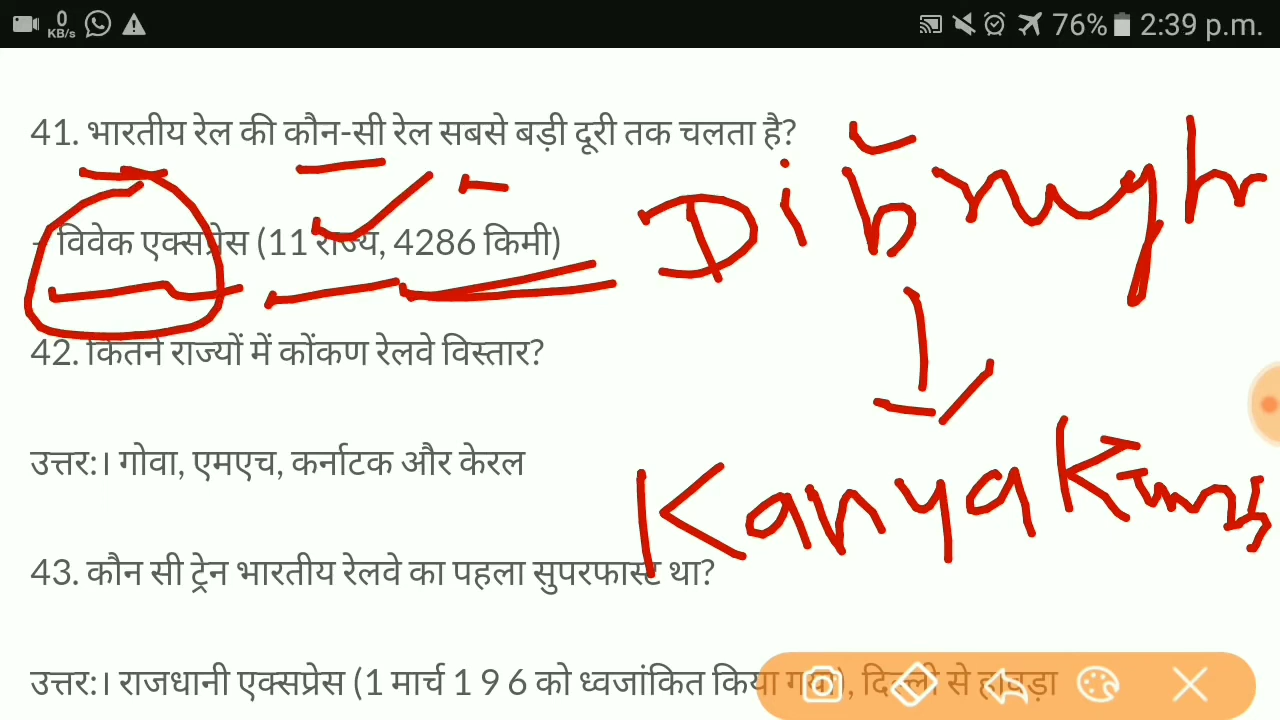 0 KB/s 76% 2:39 p.m.
41. भारतीय रेल की कौन-सी रेल सबसे बड़ी दूरी तक चलता है?
- विवेक एक्सप्रेस (11 राज्य, 4286 किमी)
Dibrugh
42. कितने राज्यों में कोंकण रेलवे विस्तार?
उत्तर:। गोवा, एमएच, कर्नाटक और केरल
Kanya
43. कौन सी ट्रेन भारतीय रेलवे का पहला सुपरफास्ट था?
उत्तर:। राजधानी एक्सप्रेस (1 मार्च 1 9 6 को ध्वजांकित किया गया), दिल्ली से हावड़ा